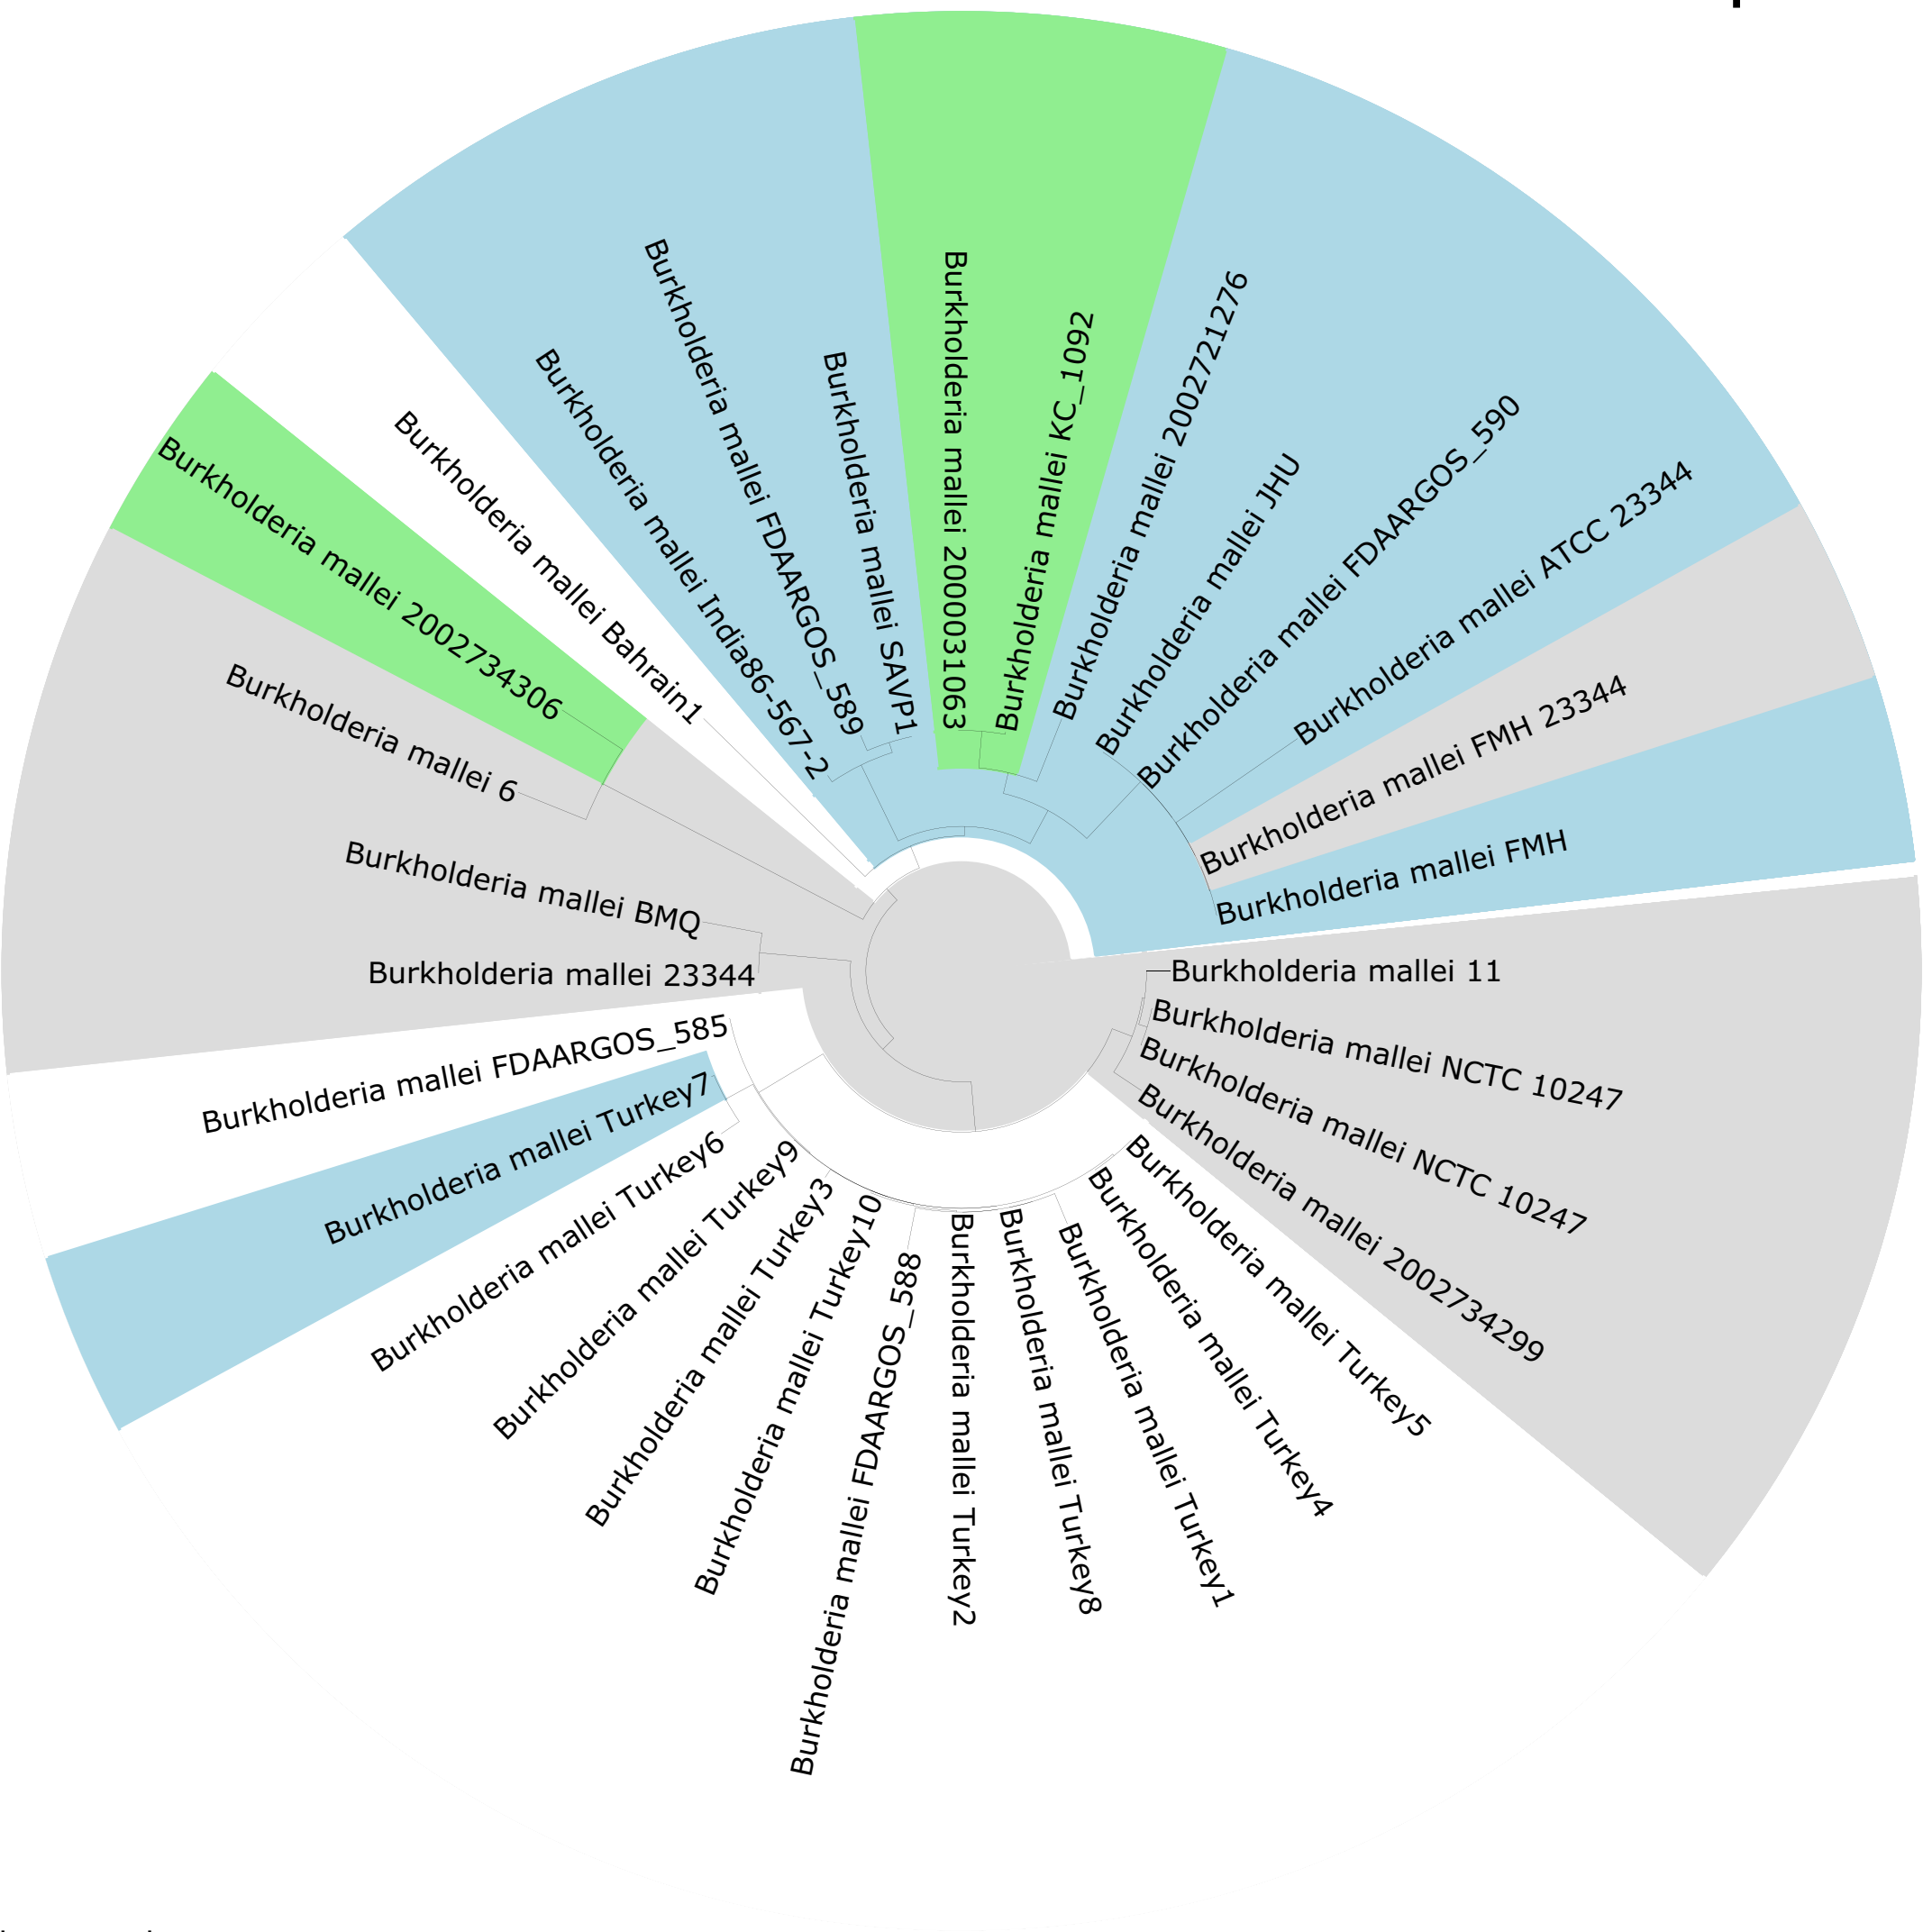 Burkholderia mallei 2000031063
Burkholderia mallei KC_1092
Burkholderia mallei 2002721276
Burkholderia mallei JHU
Burkholderia mallei FDAARGOS_590
Burkholderia mallei ATCC 23344
Burkholderia mallei FMH 23344
Burkholderia mallei FMH
Burkholderia mallei 11
Burkholderia mallei NCTC 10247
Burkholderia mallei NCTC 10247
Burkholderia mallei 2002734299
Burkholderia mallei Turkey5
Burkholderia mallei Turkey4
Burkholderia mallei Turkey1
Burkholderia mallei Turkey8
Burkholderia mallei Turkey2
Burkholderia mallei FDAARGOS_588
Burkholderia mallei Turkey10
Burkholderia mallei Turkey3
Burkholderia mallei Turkey9
Burkholderia mallei Turkey6
Burkholderia mallei Turkey7
Burkholderia mallei FDAARGOS_585
Burkholderia mallei 23344
Burkholderia mallei BMQ
Burkholderia mallei 6
Burkholderia mallei 2002734306
Burkholderia mallei Bahrain1
Burkholderia mallei India86-567-2
Burkholderia mallei FDAARGOS_589
Burkholderia mallei SAVP1